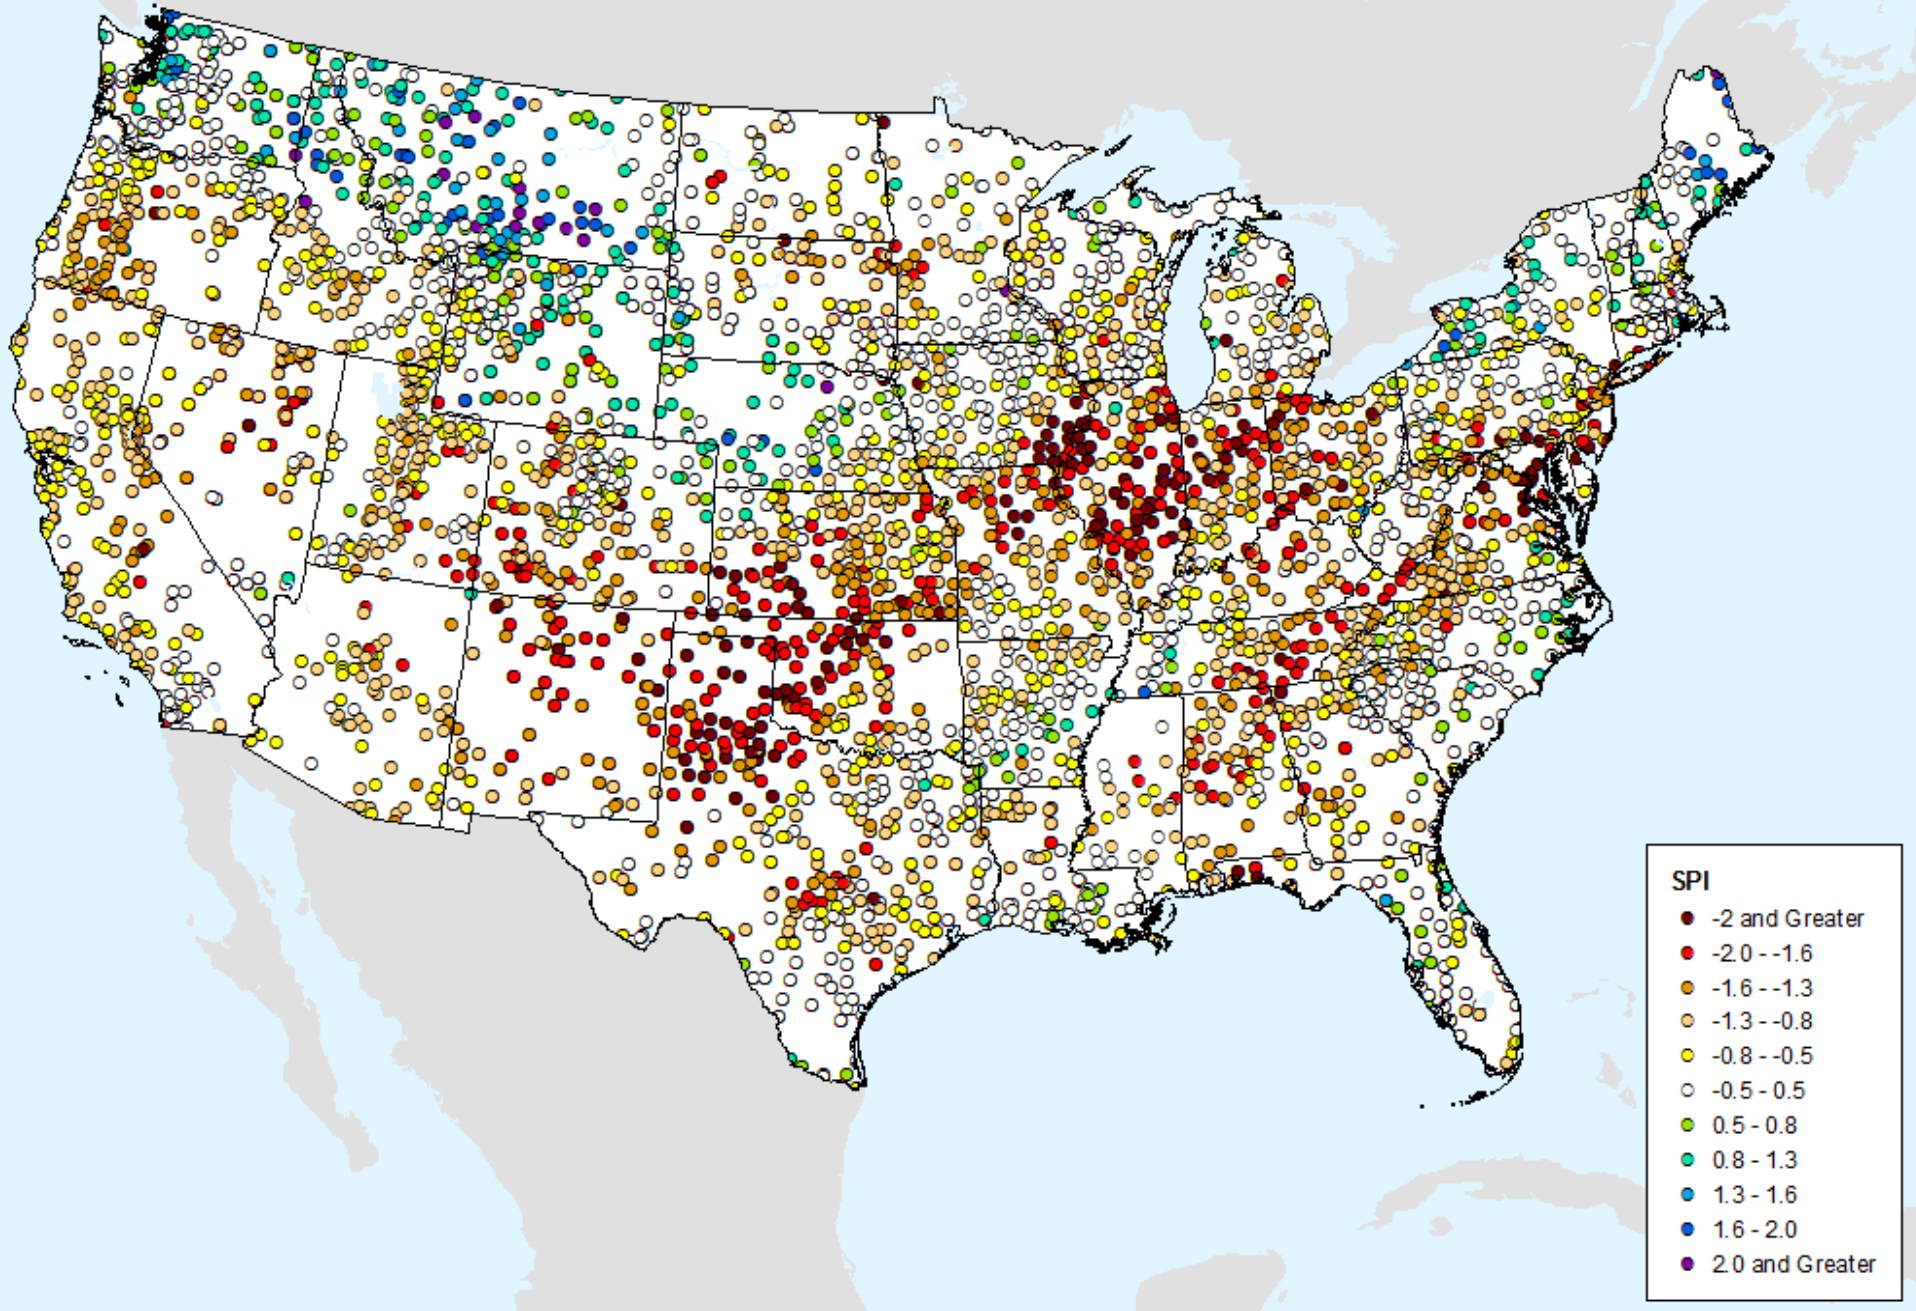 SPI
-2 and Greater
-2.0 - -1.6
-1.6 - -1.3
-1.3 - -0.8
-0.8 - -0.5
-0.5 - 0.5
0.5 - 0.8
0.8 - 1.3
1.3 - 1.6
1.6 - 2.0
2.0 and Greater